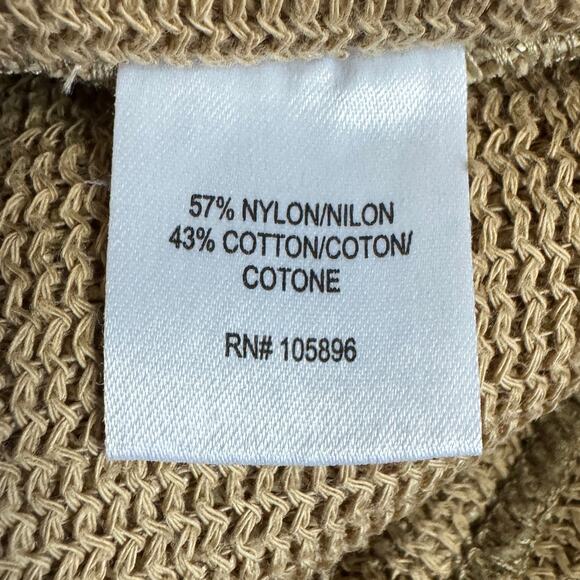 57% NYLON/NILON
43% COTTON/COTON/
COTONE
RN# 105896